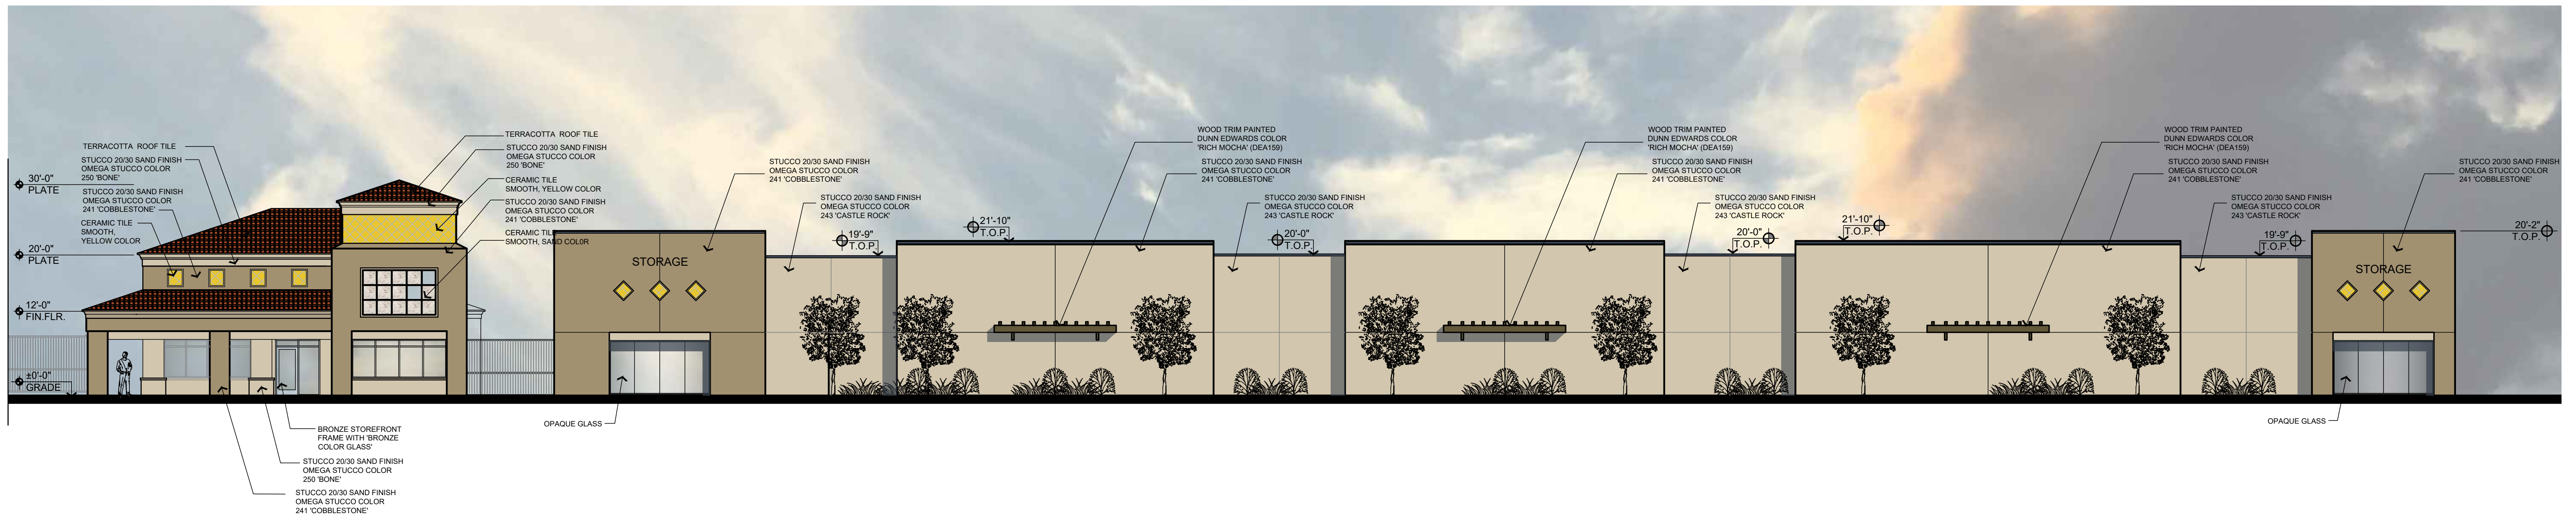 TERRACOTTA ROOF TILE
STUCCO 20/30 SAND FINISH
OMEGA STUCCO COLOR
250 'BONE'
STUCCO 20/30 SAND FINISH
OMEGA STUCCO COLOR
241 'COBBLESTONE'
CERAMIC TILE
SMOOTH,
YELLOW COLOR
30'-0"
PLATE
20'-0"
PLATE
12'-0"
FIN.FLR.
±0'-0"
GRADE
TERRACOTTA ROOF TILE
STUCCO 20/30 SAND FINISH
OMEGA STUCCO COLOR
250 'BONE'
CERAMIC TILE
SMOOTH, YELLOW COLOR
STUCCO 20/30 SAND FINISH
OMEGA STUCCO COLOR
241 'COBBLESTONE'
CERAMIC TILE
SMOOTH, SAND COL0R
BRONZE STOREFRONT
FRAME WITH 'BRONZE
COLOR GLASS'
STUCCO 20/30 SAND FINISH
OMEGA STUCCO COLOR
250 'BONE'
STUCCO 20/30 SAND FINISH
OMEGA STUCCO COLOR
241 'COBBLESTONE'
STORAGE
OPAQUE GLASS
STUCCO 20/30 SAND FINISH
OMEGA STUCCO COLOR
241 'COBBLESTONE'
STUCCO 20/30 SAND FINISH
OMEGA STUCCO COLOR
243 'CASTLE ROCK'
19'-9"
T.O.P.
21'-10"
T.O.P.
WOOD TRIM PAINTED
DUNN EDWARDS COLOR
'RICH MOCHA' (DEA159)
STUCCO 20/30 SAND FINISH
OMEGA STUCCO COLOR
241 'COBBLESTONE'
STUCCO 20/30 SAND FINISH
OMEGA STUCCO COLOR
243 'CASTLE ROCK'
20'-0"
T.O.P.
WOOD TRIM PAINTED
DUNN EDWARDS COLOR
'RICH MOCHA' (DEA159)
STUCCO 20/30 SAND FINISH
OMEGA STUCCO COLOR
241 'COBBLESTONE'
STUCCO 20/30 SAND FINISH
OMEGA STUCCO COLOR
243 'CASTLE ROCK'
20'-0"
T.O.P.
21'-10"
T.O.P.
WOOD TRIM PAINTED
DUNN EDWARDS COLOR
'RICH MOCHA' (DEA159)
STUCCO 20/30 SAND FINISH
OMEGA STUCCO COLOR
241 'COBBLESTONE'
STUCCO 20/30 SAND FINISH
OMEGA STUCCO COLOR
243 'CASTLE ROCK'
19'-9"
T.O.P.
STUCCO 20/30 SAND FINISH
OMEGA STUCCO COLOR
241 'COBBLESTONE'
20'-2"
T.O.P.
STORAGE
OPAQUE GLASS